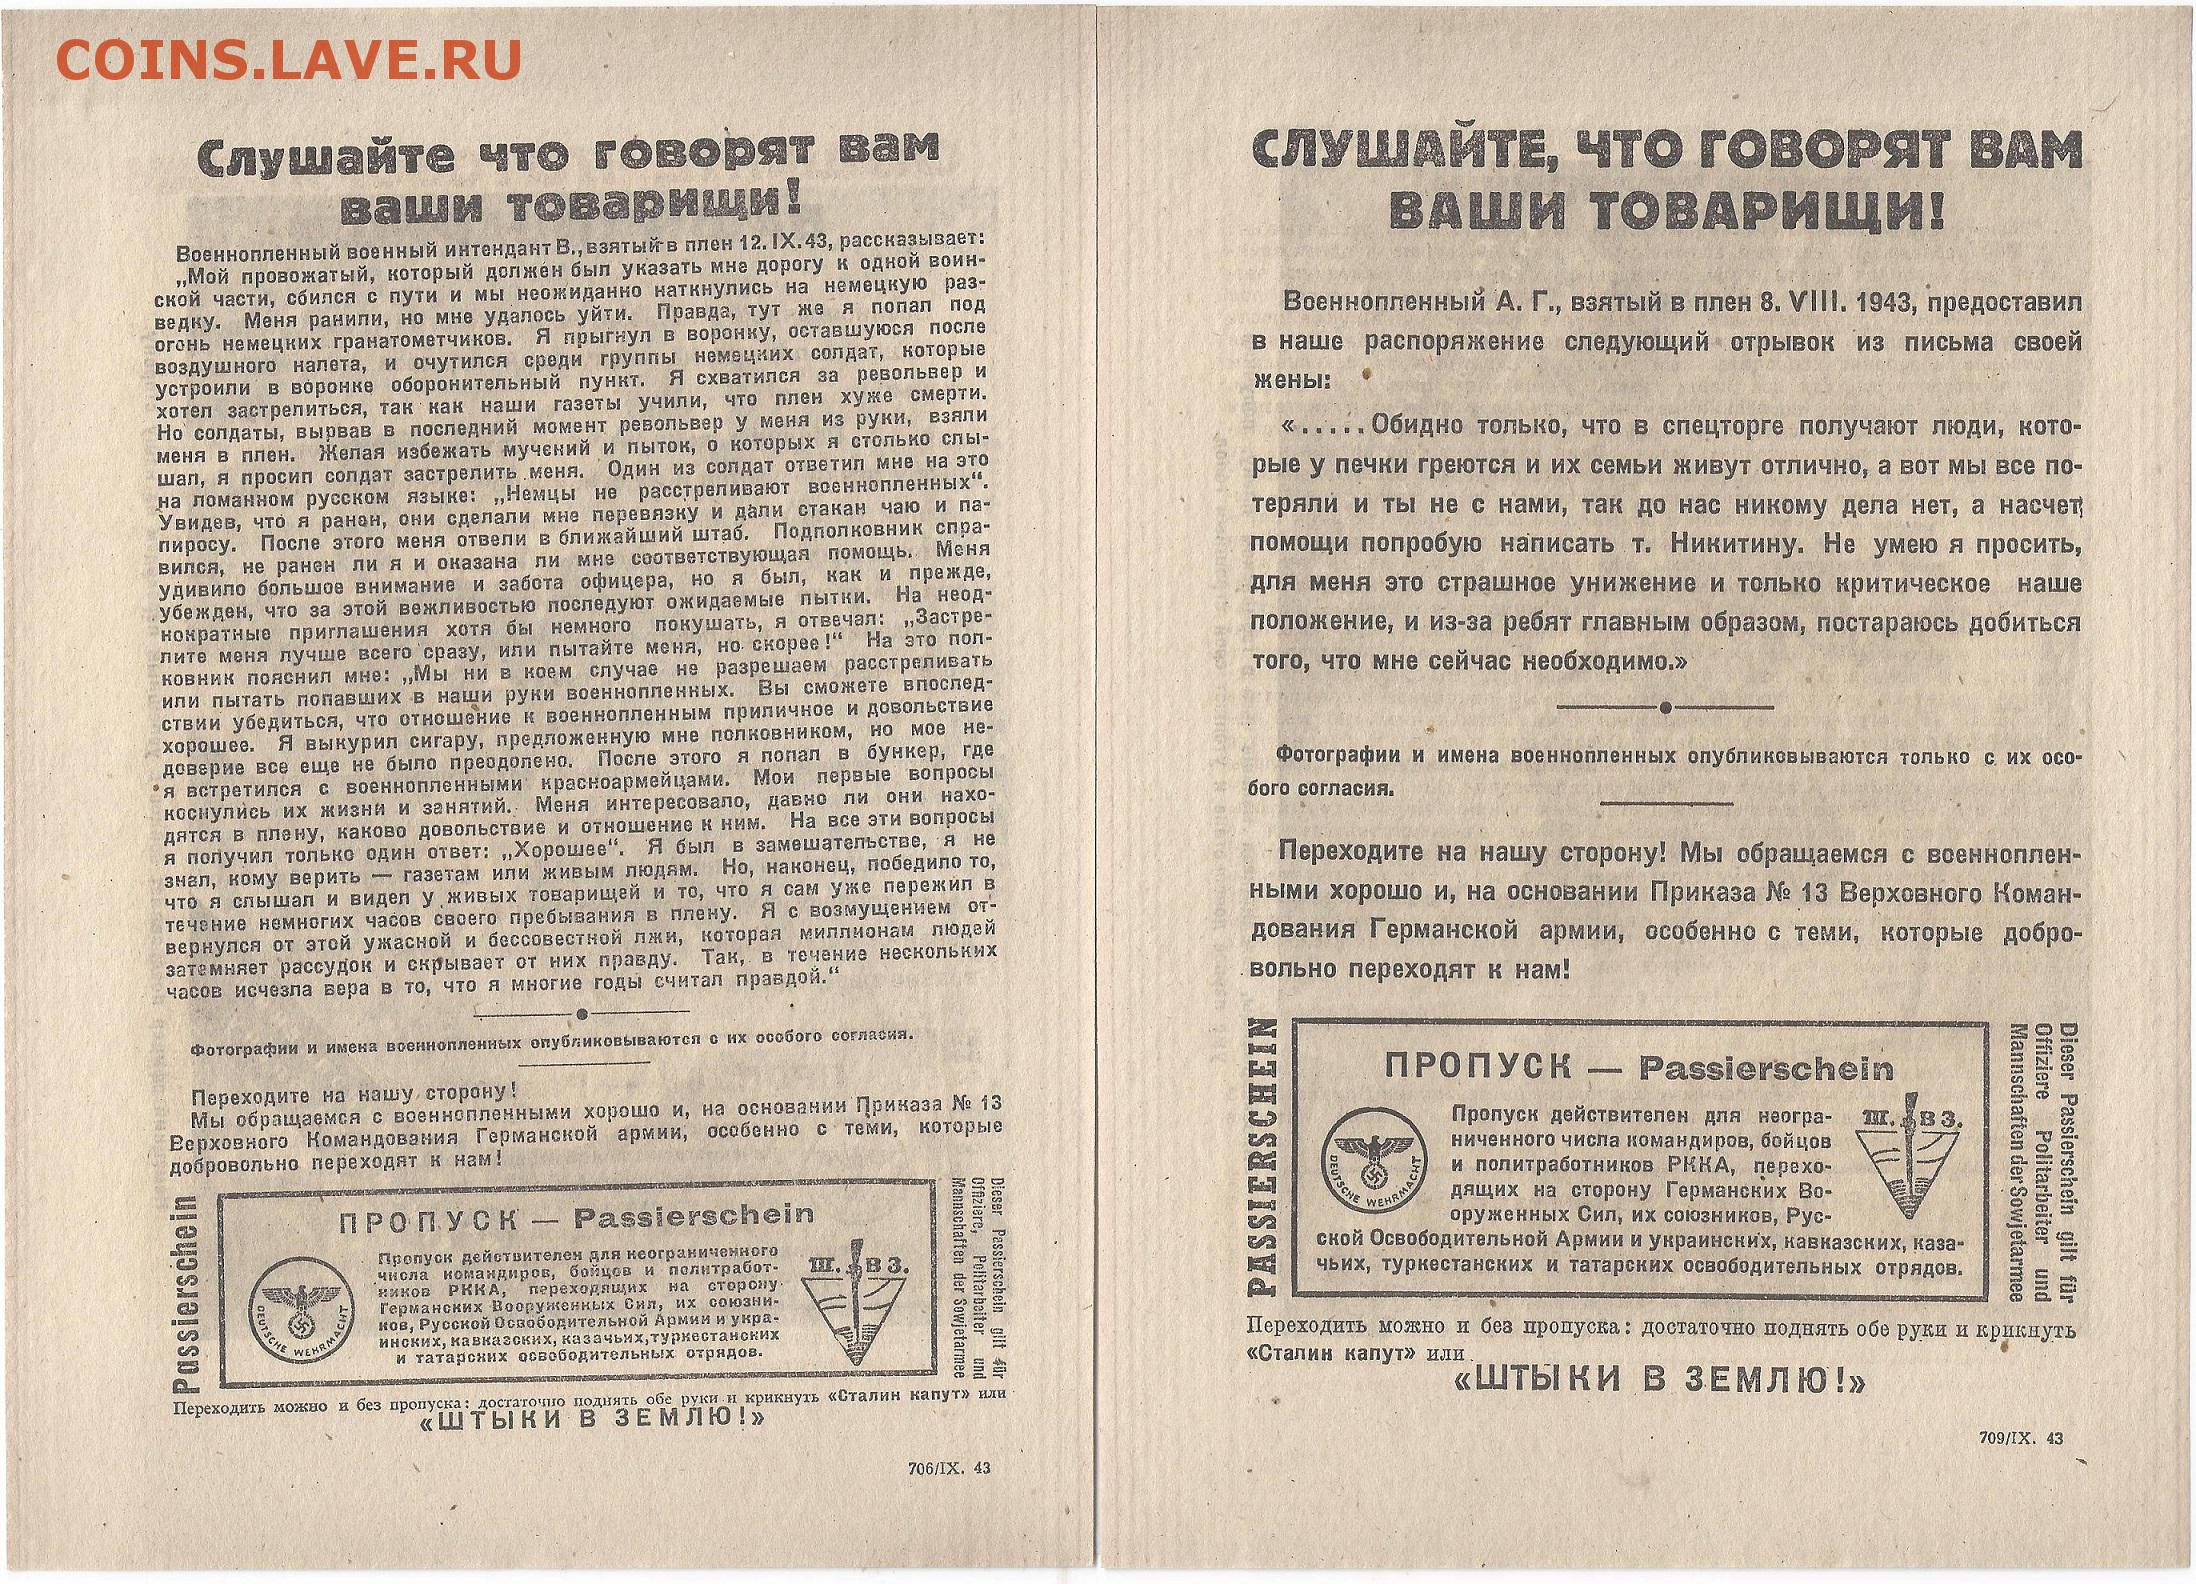 COINS.LAVE.RU
Слушайте что говорят вам
ваши товарищи!
Военнопленный военный интендант В., взятый в плен 12. IX. 43, рассказывает:
„Мой провожатый, который должен был указать мне дорогу к одной воин-
ской части, сбился с пути и мы неожиданно наткнулись на немецкую раз-
ведку. Меня ранили, но мне удалось уйти. Правда, тут же я попал под
огонь немецких гранатометчиков. Я прыгнул в воронку, оставшуюся после
воздушного налета, и очутился среди группы немецких солдат, которые
устроили в воронке оборонительный пункт. Я схватился за револьвер и
хотел застрелиться, так как наши газеты учили, что плен хуже смерти.
Но солдаты, вырвав в последний момент револьвер у меня из руки, взяли
меня в плен. Желая избежать мучений и пыток, о которых я столько слы-
шал, я просил солдат застрелить меня. Один из солдат ответил мне на это
на ломанном русском языке: „Немцы не расстреливают военнопленных“.
Увидев, что я ранен, они сделали мне перевязку и дали стакан чаю и па-
пиросу. После этого меня отвели в ближайший штаб. Подполковник спра-
вился, не ранен ли я и оказана ли мне соответствующая помощь. Меня
удивило большое внимание и забота офицера, но я был, как и прежде,
убежден, что за этой вежливостью последуют ожидаемые пытки. На неод-
нократные приглашения хотя бы немного покушать, я отвечал: „Застре-
лите меня лучше всего сразу, или пытайте меня, но скорее!“ На это пол-
ковник пояснил мне: „Мы ни в коем случае не разрешаем расстреливать
или пытать попавших в наши руки военнопленных. Вы сможете впослед-
ствии убедиться, что отношение к военнопленным приличное и довольствие
хорошее. Я выкурил сигару, предложенную мне полковником, но мое не-
доверие все еще не было преодолено. После этого я попал в бункер, где
я встретился с военнопленными красноармейцами. Мои первые вопросы
коснулись их жизни и занятий. Меня интересовало, давно ли они нахо-
дятся в плену, каково довольствие и отношение к ним. На все эти вопросы
я получил только один ответ: „Хорошее“. Я был в замешательстве, я не
знал, кому верить — газетам или живым людям. Но, наконец, победило то,
что я слышал и видел у живых товарищей и то, что я сам уже пережил в
течение немногих часов своего пребывания в плену. Я с возмущением от-
вернулся от этой ужасной и бессовестной лжи, которая миллионам людей
затемняет рассудок и скрывает от них правду. Так, в течение нескольких
часов исчезла вера в то, что я многие годы считал правдой.“
Фотографии и имена военнопленных опубликовываются с их особого согласия.
Переходите на нашу сторону!
Мы обращаемся с военнопленными хорошо и, на основании Приказа № 13
Верховного Командования Германской армии, особенно с теми, которые
добровольно переходят к нам!
Passierschein
ПРОПУСК — Passierschein
Пропуск действителен для неограниченного
числа командиров, бойцов и политработ-
ников РККА, переходящих на сторону
Германских Вооруженных Сил, их союзни-
ков, Русской Освободительной Армии и укра-
инских, кавказских, казачьих, туркестанских
и татарских освободительных отрядов.
DEUTSCHE WEHRMACHT
Ш. В З.
Dieser Passierschein gilt für
Offiziere, Politarbeiter und
Mannschaften der Sowjetarmee
Переходить можно и без пропуска: достаточно поднять обе руки и крикнуть «Сталин капут» или
«ШТЫКИ В ЗЕМЛЮ!»
706/IX. 43
СЛУШАЙТЕ, ЧТО ГОВОРЯТ ВАМ
ВАШИ ТОВАРИЩИ!
Военнопленный А. Г., взятый в плен 8. VIII. 1943, предоставил
в наше распоряжение следующий отрывок из письма своей
жены:
«.....Обидно только, что в спецторге получают люди, кото-
рые у печки греются и их семьи живут отлично, а вот мы все по-
теряли и ты не с нами, так до нас никому дела нет, а насчет
помощи попробую написать т. Никитину. Не умею я просить,
для меня это страшное унижение и только критическое наше
положение, и из-за ребят главным образом, постараюсь добиться
того, что мне сейчас необходимо.»
Фотографии и имена военнопленных опубликовываются только с их осо-
бого согласия.
Переходите на нашу сторону! Мы обращаемся с военноплен-
ными хорошо и, на основании Приказа № 13 Верховного Коман-
дования Германской армии, особенно с теми, которые добро-
вольно переходят к нам!
PASSIERSCHEIN
ПРОПУСК — Passierschein
Пропуск действителен для неогра-
ниченного числа командиров, бойцов
и политработников РККА, перехо-
дящих на сторону Германских Во-
оруженных Сил, их союзников, Рус-
ской Освободительной Армии и украинских, кавказских, каза-
чьих, туркестанских и татарских освободительных отрядов.
DEUTSCHE WEHRMACHT
Ш. В З.
Dieser Passierschein gilt für
Offiziere Politarbeiter und
Mannschaften der Sowjetarmee
Переходить можно и без пропуска: достаточно поднять обе руки и крикнуть
«Сталин капут» или
«ШТЫКИ В ЗЕМЛЮ!»
709/IX. 43